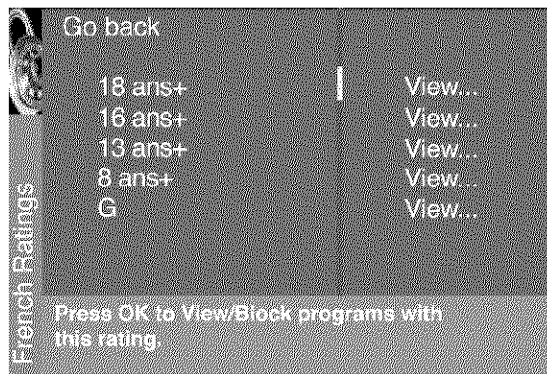 Go back
18 ans+ View...
16 ans+ View...
13 ans+ View...
8 ans+ View...
G View...
French Ratings
Press OK to View/Block programs with
this rating.